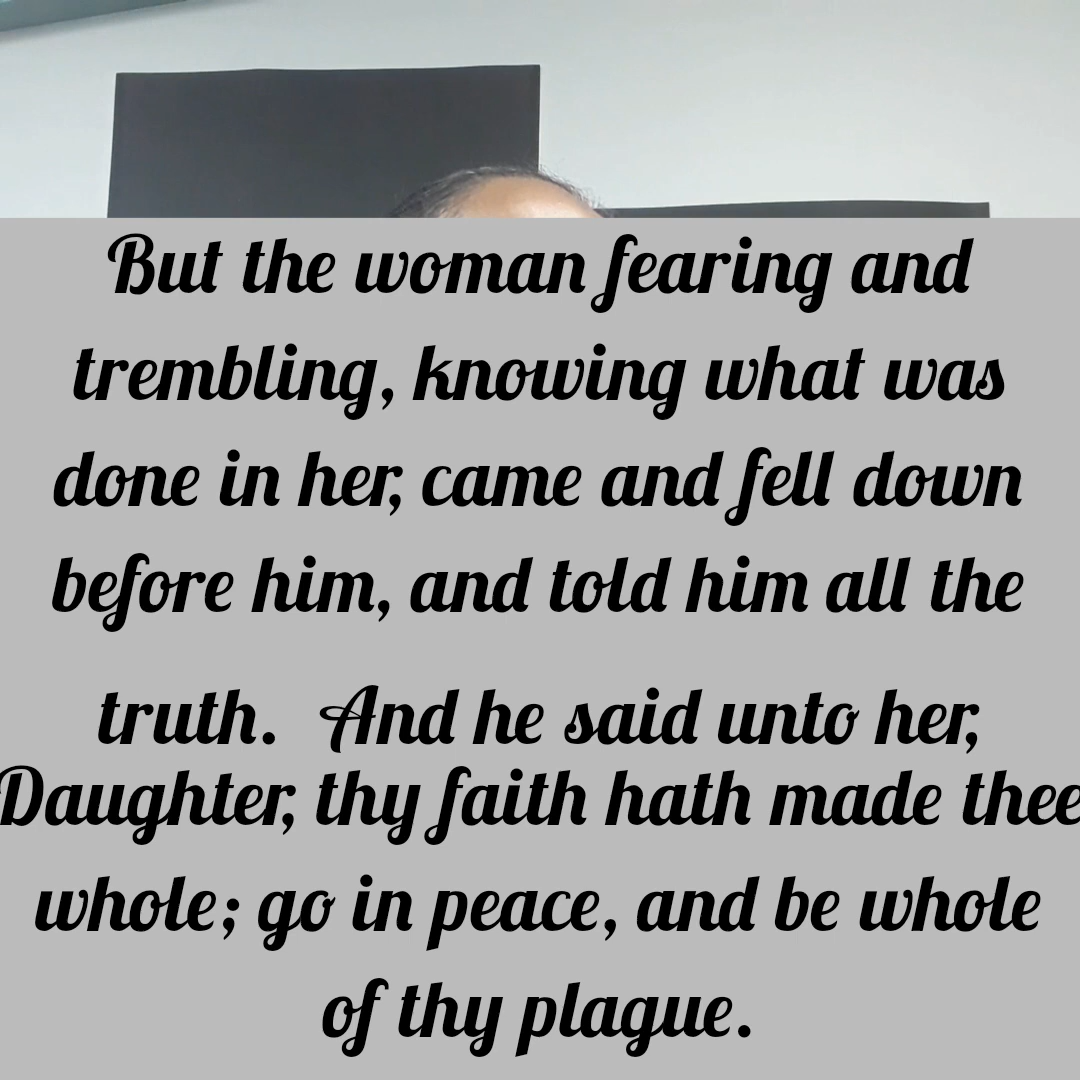 But the woman fearing and
trembling, knowing what was
done in her, came and fell down
before him, and told him all the
truth. And he said unto her,
Daughter, thy faith hath made thee
whole; go in peace, and be whole
of thy plague.